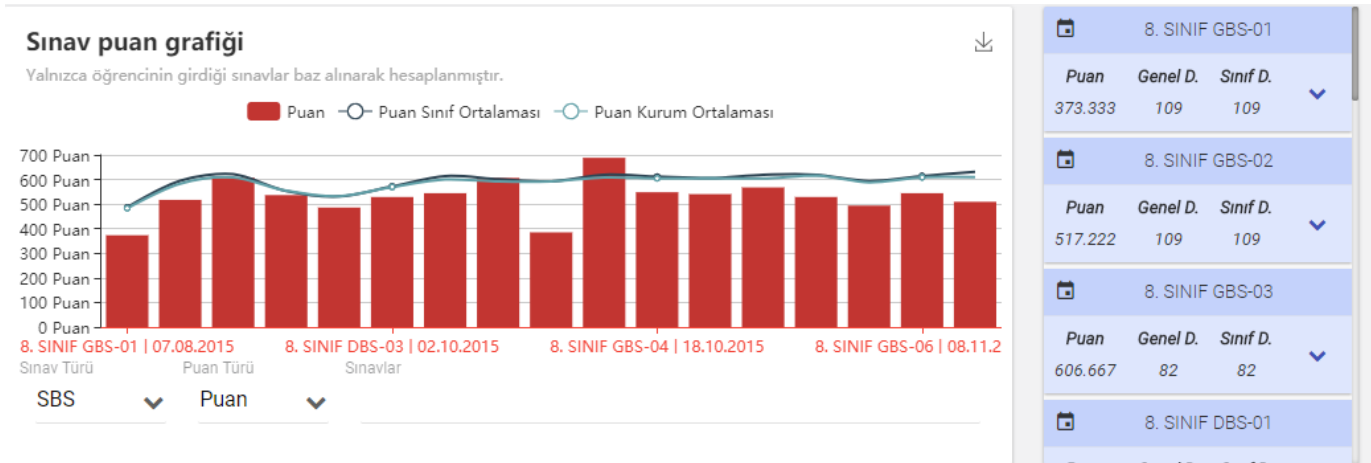 Sınav puan grafiği
Yalnızca öğrencinin girdiği sınavlar baz alınarak hesaplanmıştır.
Puan Puan Sınıf Ortalaması Puan Kurum Ortalaması
700 Puan
600 Puan
500 Puan
400 Puan
300 Puan
200 Puan
100 Puan
0 Puan
8. SINIF GBS-01 | 07.08.2015 8. SINIF DBS-03 | 02.10.2015 8. SINIF GBS-04 | 18.10.2015 8. SINIF GBS-06 | 08.11.2
Sınav Türü Puan Türü Sınavlar
SBS Puan
8. SINIF GBS-01
Puan Genel D. Sınıf D.
373.333 109 109
8. SINIF GBS-02
Puan Genel D. Sınıf D.
517.222 109 109
8. SINIF GBS-03
Puan Genel D. Sınıf D.
606.667 82 82
8. SINIF DBS-01